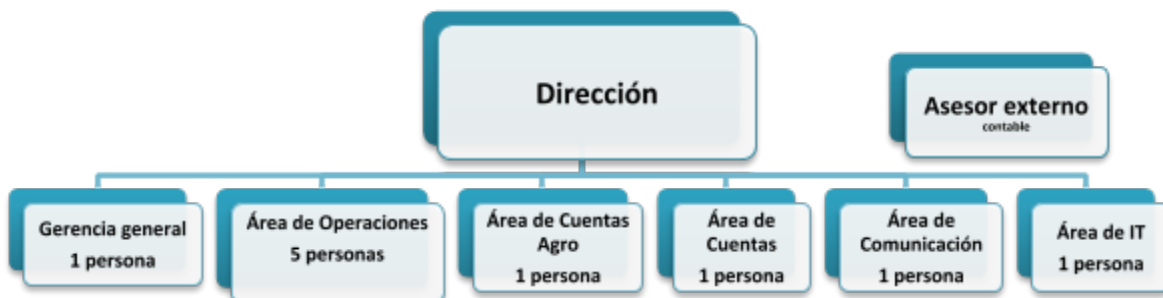 Dirección
Asesor externo
contable
Gerencia general
1 persona
Área de Operaciones
5 personas
Área de Cuentas
Agro
1 persona
Área de
Cuentas
1 persona
Área de
Comunicación
1 persona
Área de IT
1 persona